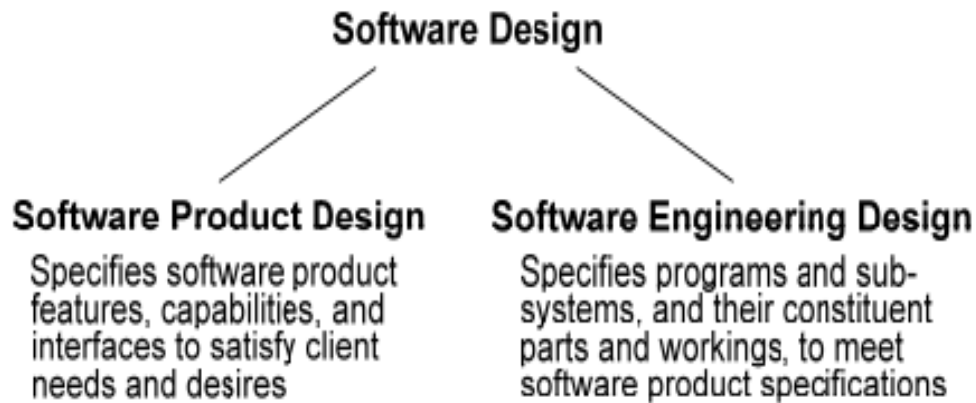 Software Design
Software Product Design
Specifies software product
features, capabilities, and
interfaces to satisfy client
needs and desires
Software Engineering Design
Specifies programs and sub-
systems, and their constituent
parts and workings, to meet
software product specifications